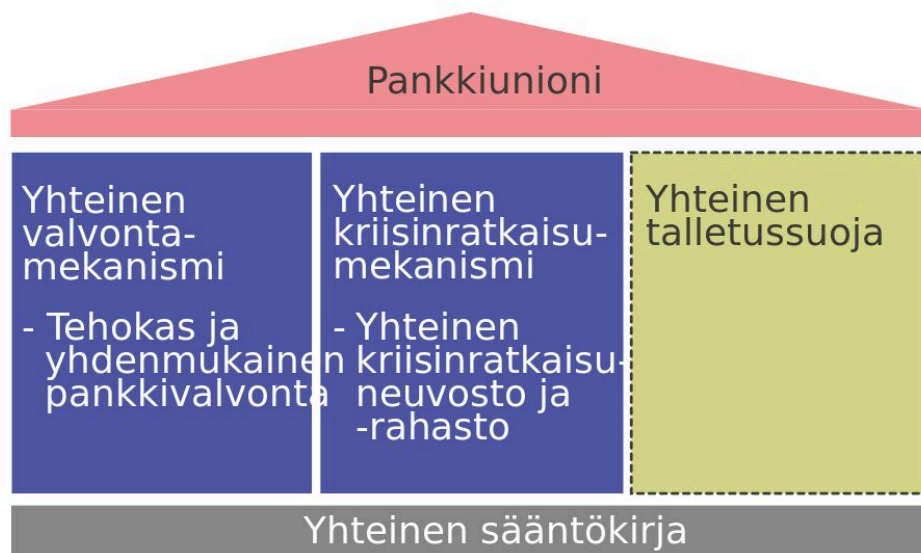 Pankkiunioni
Yhteinen
valvonta-
mekanismi
- Tehokas ja
yhdenmukainen
pankkivalvonta
Yhteinen
kriisinratkaisu-
mekanismi
- Yhteinen
kriisinratkaisu-
neuvosto ja
-rahasto
Yhteinen
talletussuoja
Yhteinen sääntökirja